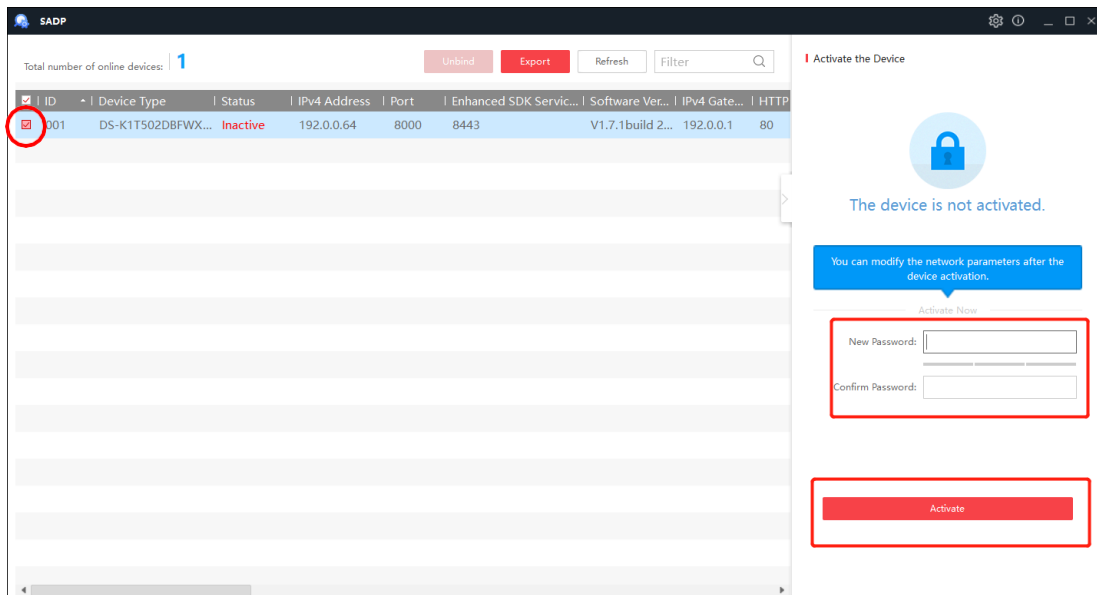 SADP
Total number of online devices: 1
Unbind
Export
Refresh
Filter
Activate the Device
ID
Device Type
Status
IPv4 Address
Port
Enhanced SDK Servic...
Software Ver...
IPv4 Gate...
HTTP
001
DS-K1T502DBFWX...
Inactive
192.0.0.64
8000
8443
V1.7.1build 2...
192.0.0.1
80
The device is not activated.
You can modify the network parameters after the
device activation.
Activate Now
New Password:
Confirm Password:
Activate